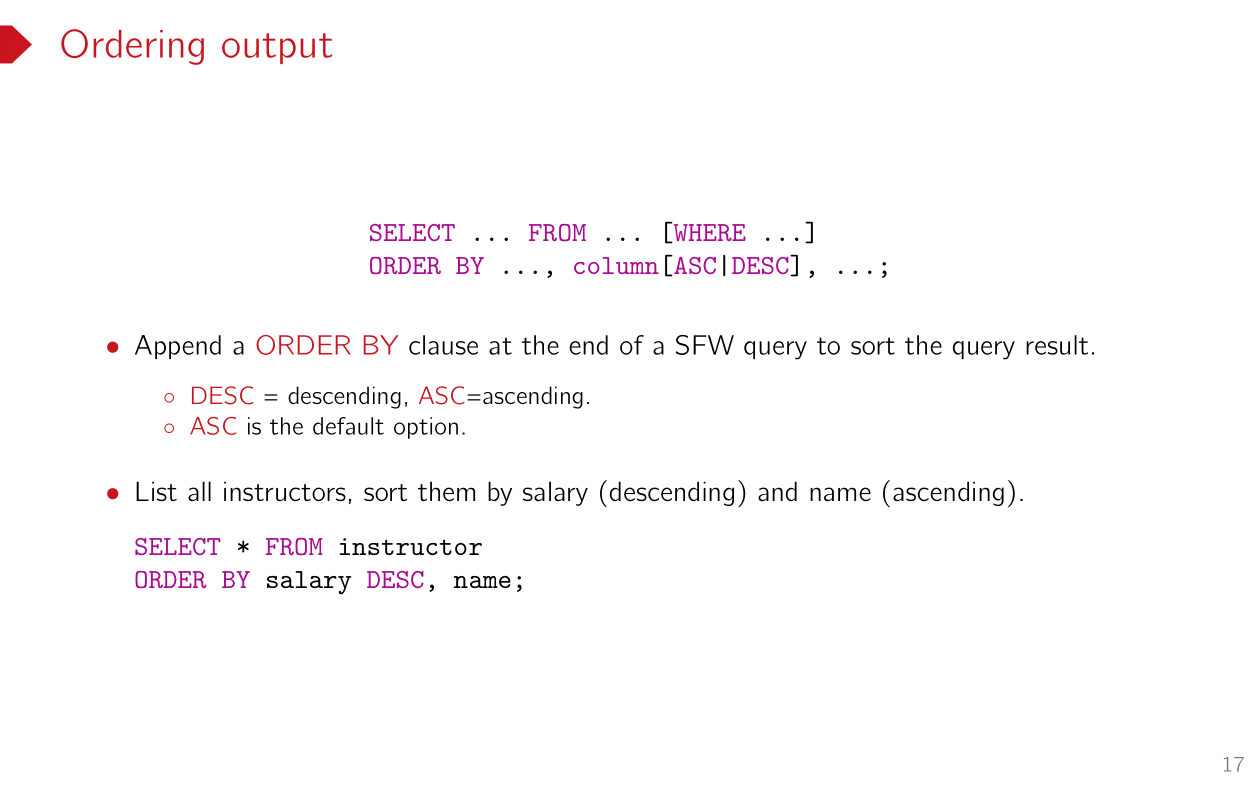 Ordering output
SELECT ... FROM ... [WHERE ...]
ORDER BY ..., column[ASC|DESC], ...;
• Append a ORDER BY clause at the end of a SFW query to sort the query result.
◦ DESC = descending, ASC=ascending.
◦ ASC is the default option.
• List all instructors, sort them by salary (descending) and name (ascending).
SELECT * FROM instructor
ORDER BY salary DESC, name;
17